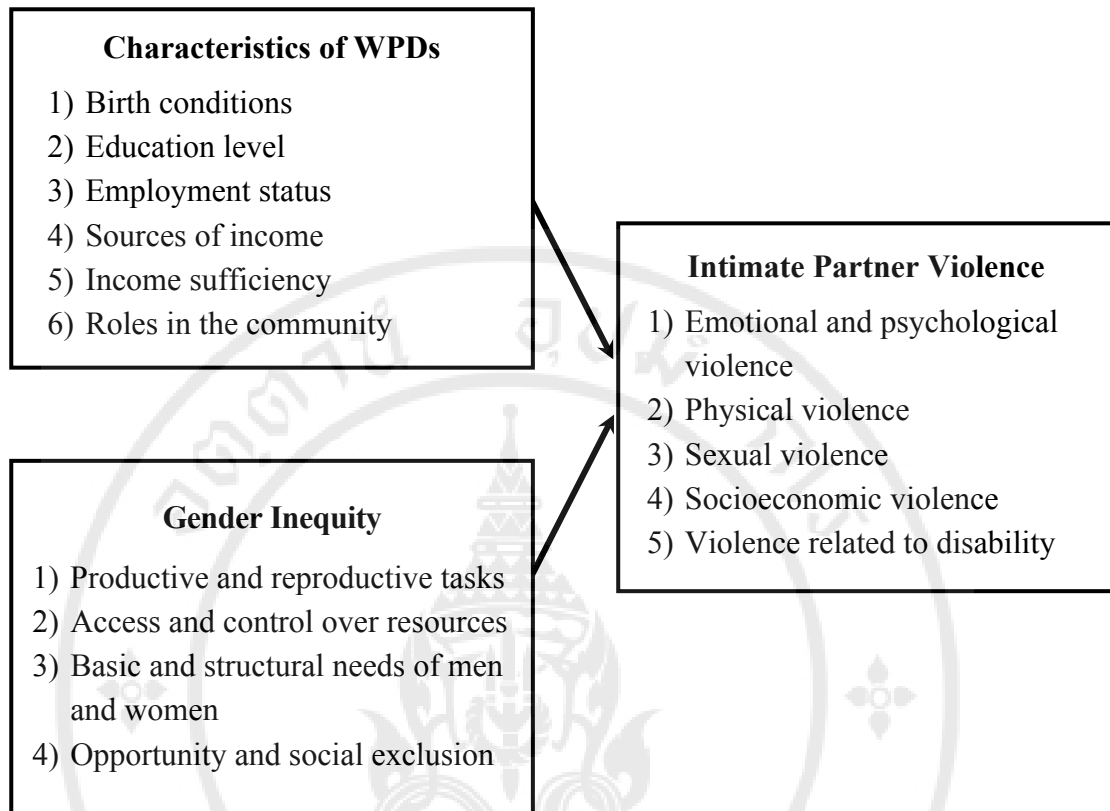 Characteristics of WPDs
1) Birth conditions
2) Education level
3) Employment status
4) Sources of income
5) Income sufficiency
6) Roles in the community
Gender Inequity
1) Productive and reproductive tasks
2) Access and control over resources
3) Basic and structural needs of men
and women
4) Opportunity and social exclusion
Intimate Partner Violence
1) Emotional and psychological
violence
2) Physical violence
3) Sexual violence
4) Socioeconomic violence
5) Violence related to disability